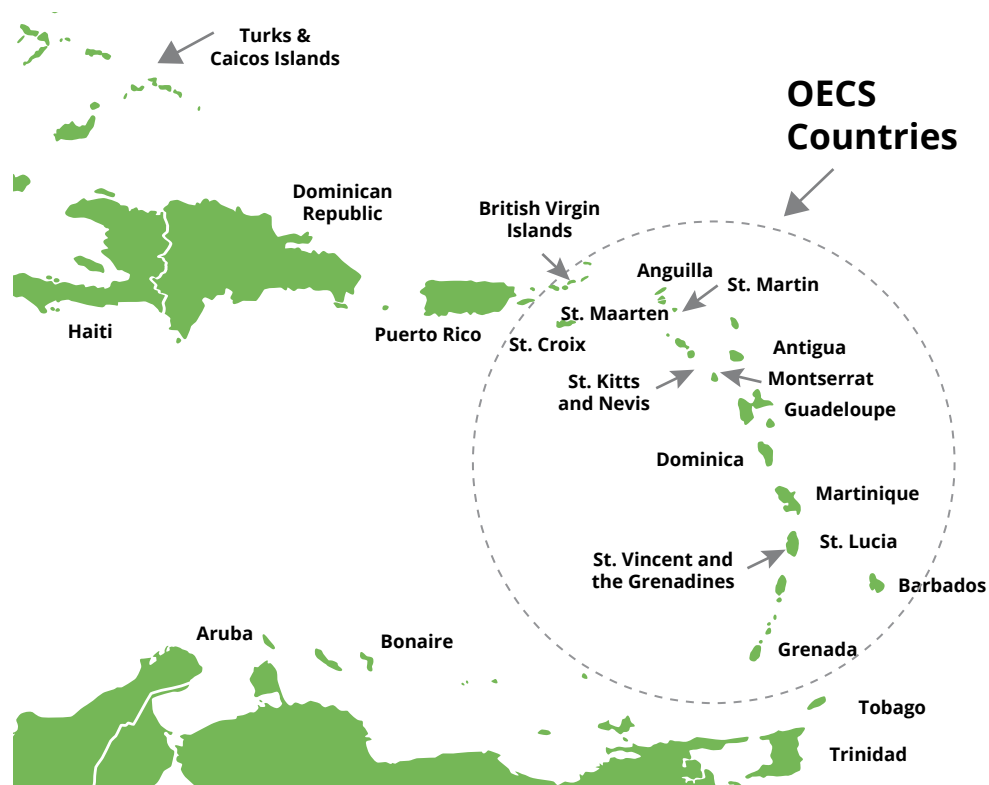 Turks &
Caicos Islands
OECS
Countries
Dominican
Republic
British Virgin
Islands
Anguilla
St. Martin
St. Maarten
Haiti
Puerto Rico
St. Croix
Antigua
St. Kitts
and Nevis
Montserrat
Guadeloupe
Dominica
Martinique
St. Lucia
St. Vincent and
the Grenadines
Barbados
Aruba
Bonaire
Grenada
Tobago
Trinidad